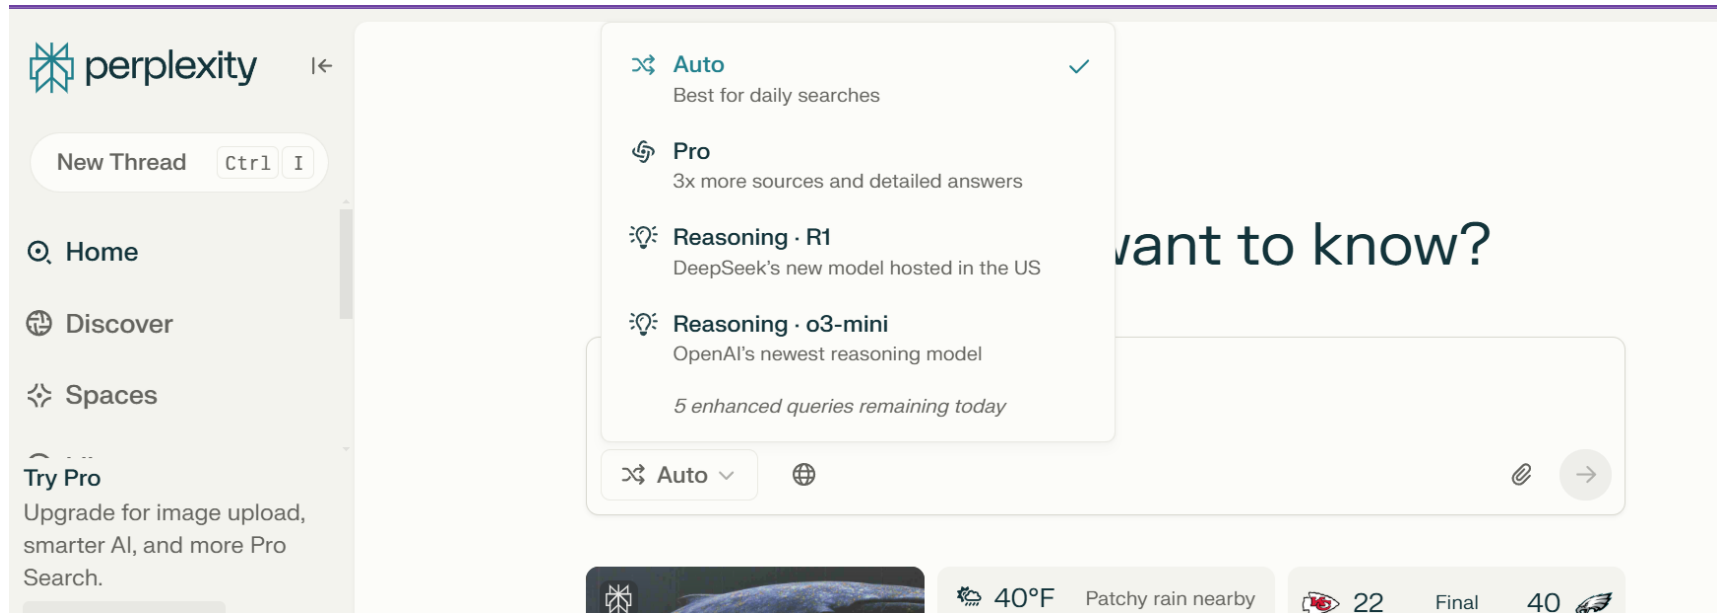 perplexity
New Thread Ctrl I
Home
Discover
Spaces
Try Pro
Upgrade for image upload,
smarter AI, and more Pro
Search.
Auto
Best for daily searches
Pro
3x more sources and detailed answers
Reasoning · R1
DeepSeek's new model hosted in the US
Reasoning · o3-mini
OpenAI's newest reasoning model
5 enhanced queries remaining today
want to know?
Auto
40°F Patchy rain nearby
22 Final 40